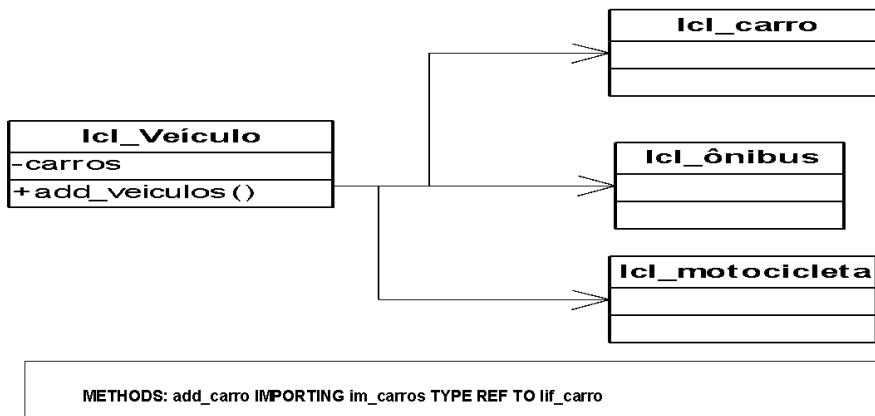 lcl_carro
lcl_Veículo
-carros
+add_veiculos()
lcl_ônibus
lcl_motocicleta
METHODS: add_carro IMPORTING im_carros TYPE REF TO lif_carro